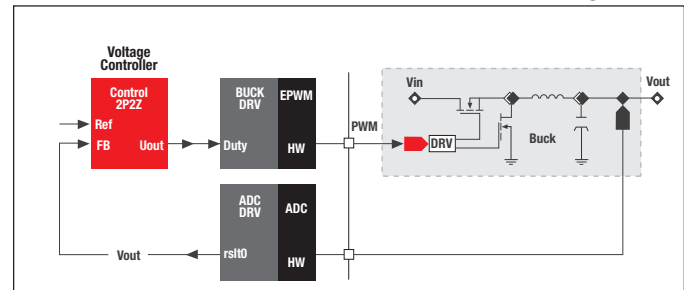 Voltage
Controller
Control
2P2Z
Ref
FB
Uout
BUCK
DRV
EPWM
Duty
HW
PWM
Vin
Vout
DRV
Buck
ADC
DRV
ADC
rslt0
HW
Vout